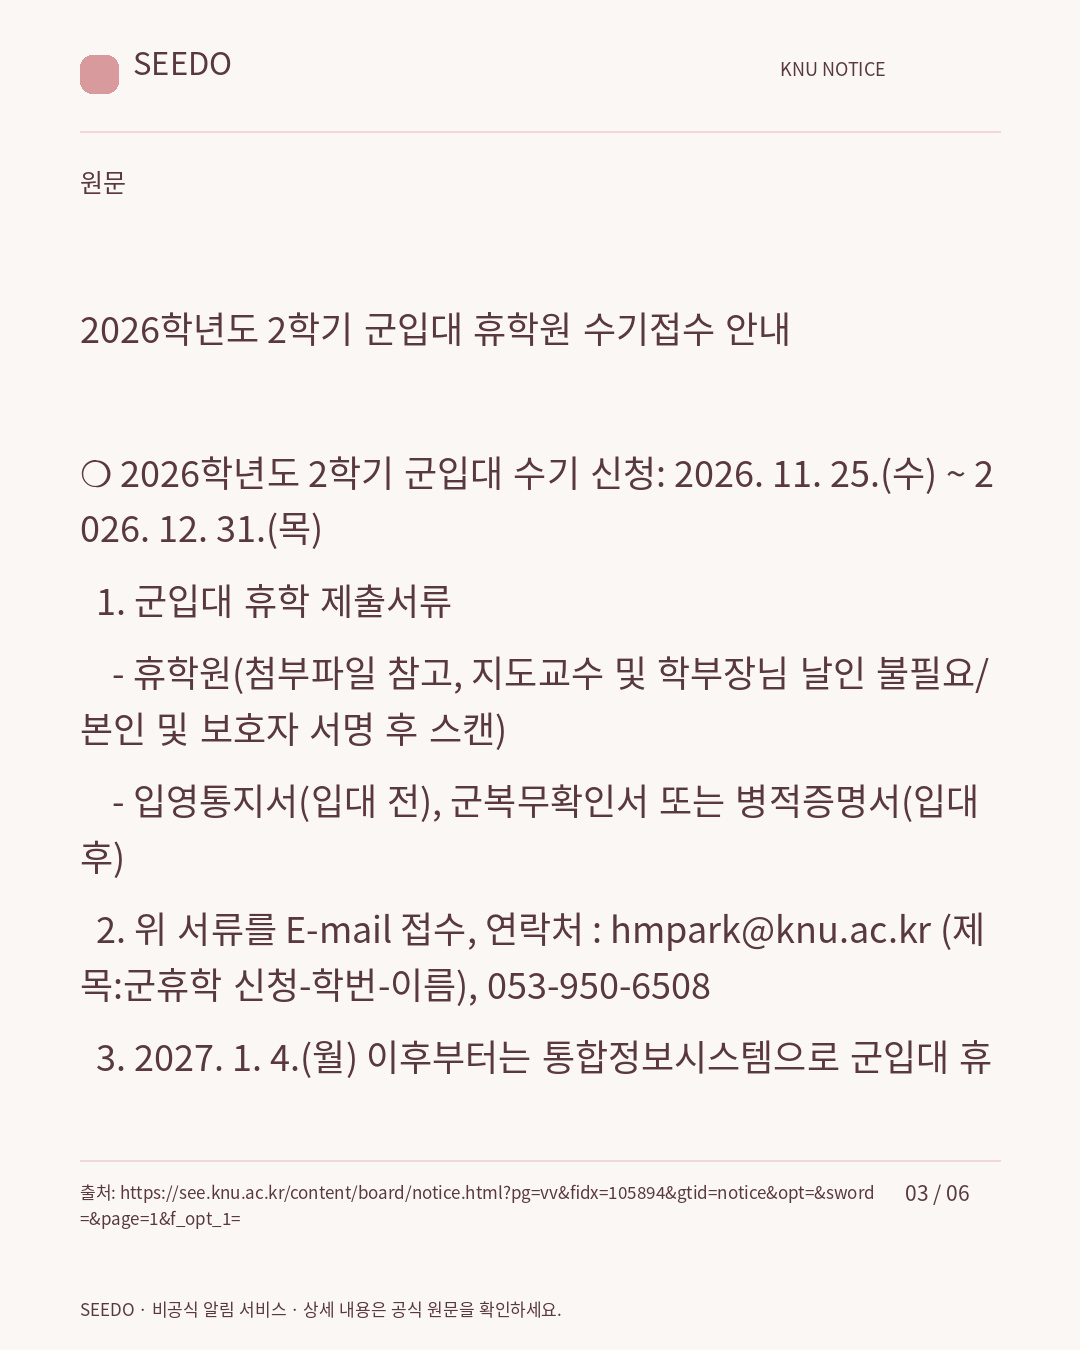 SEEDO
KNU NOTICE
원문
2026학년도 2학기 군입대 휴학원 수기접수 안내
❍ 2026학년도 2학기 군입대 수기 신청: 2026. 11. 25.(수) ~ 2
026. 12. 31.(목)
1. 군입대 휴학 제출서류
- 휴학원(첨부파일 참고, 지도교수 및 학부장님 날인 불필요/
본인 및 보호자 서명 후 스캔)
- 입영통지서(입대 전), 군복무확인서 또는 병적증명서(입대
후)
2. 위 서류를 E-mail 접수, 연락처 : hmpark@knu.ac.kr (제
목:군휴학 신청-학번-이름), 053-950-6508
3. 2027. 1. 4.(월) 이후부터는 통합정보시스템으로 군입대 휴
출처: https://see.knu.ac.kr/content/board/notice.html?pg=vv&fidx=105894&gtid=notice&opt=&sword
=&page=1&f_opt_1=
03 / 06
SEEDO · 비공식 알림 서비스 · 상세 내용은 공식 원문을 확인하세요.